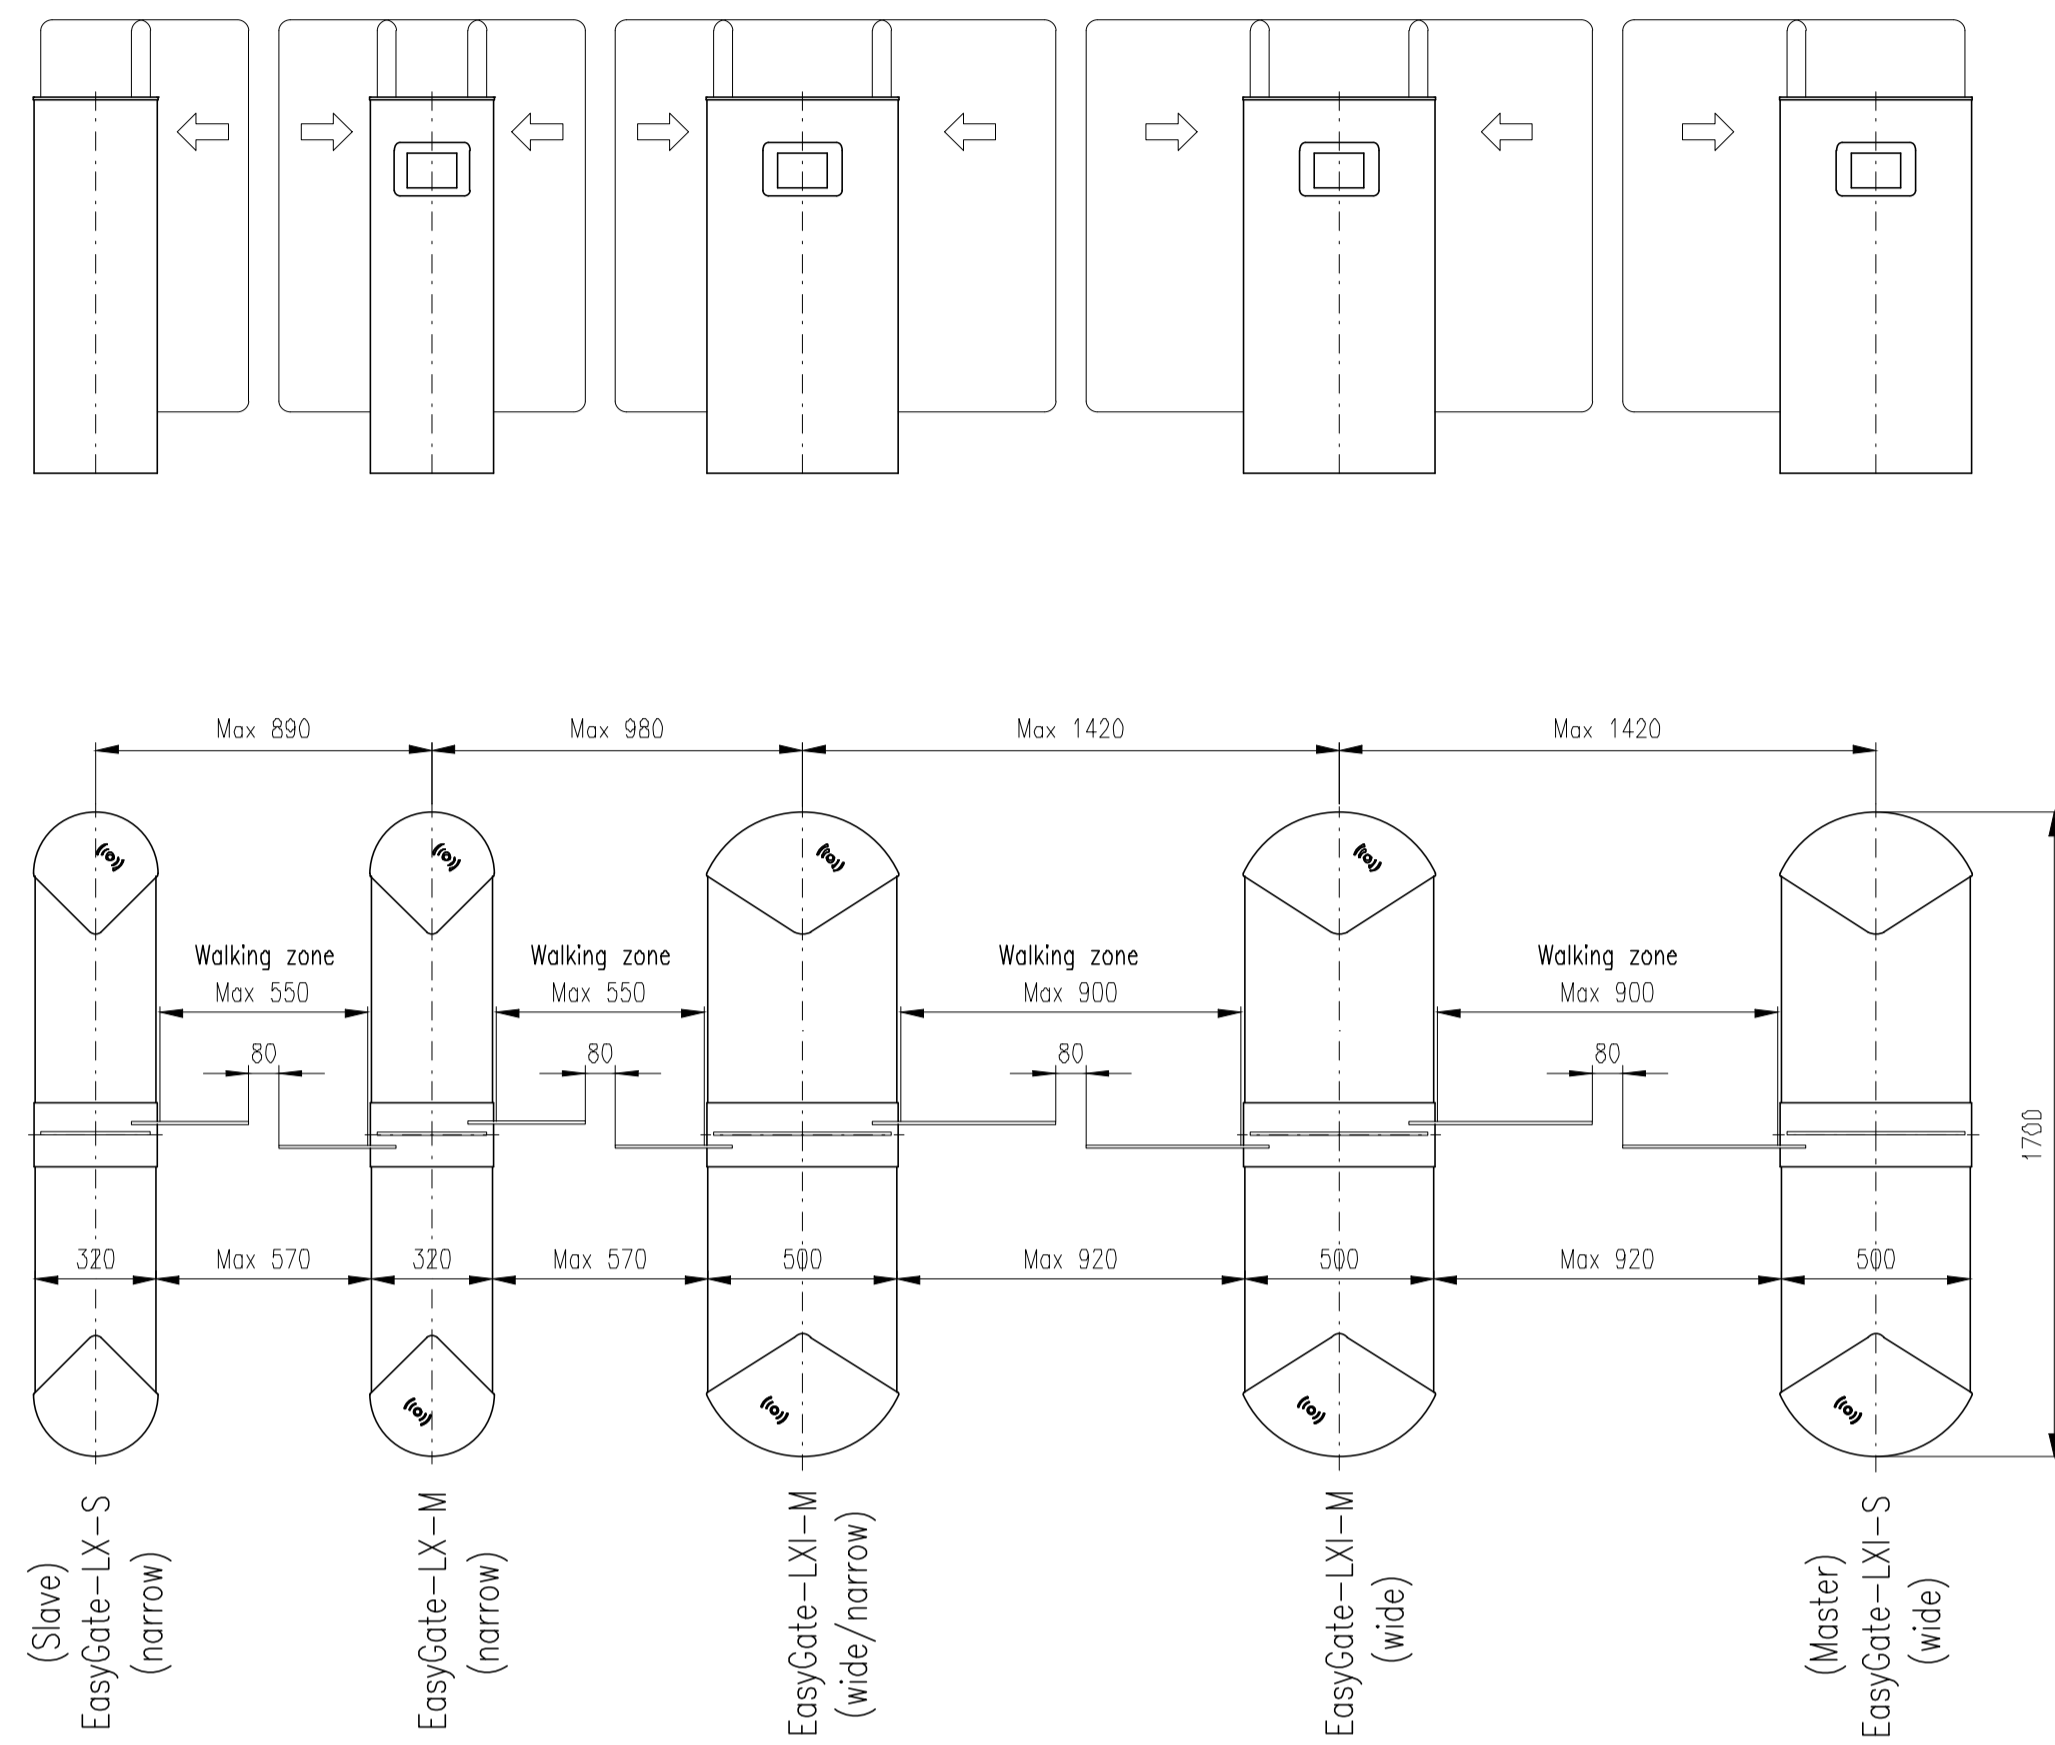 Max 890
Max 980
Max 1420
Max 1420
Walking zone
Max 550
Walking zone
Max 550
Walking zone
Max 900
Walking zone
Max 900
80
80
80
80
1700
320
Max 570
320
Max 570
500
Max 920
500
Max 920
500
(Slave)
EasyGate-LX-S
(narrow)
EasyGate-LX-M
(narrow)
EasyGate-LXI-M
(wide/narrow)
EasyGate-LXI-M
(wide)
(Master)
EasyGate-LXI-S
(wide)